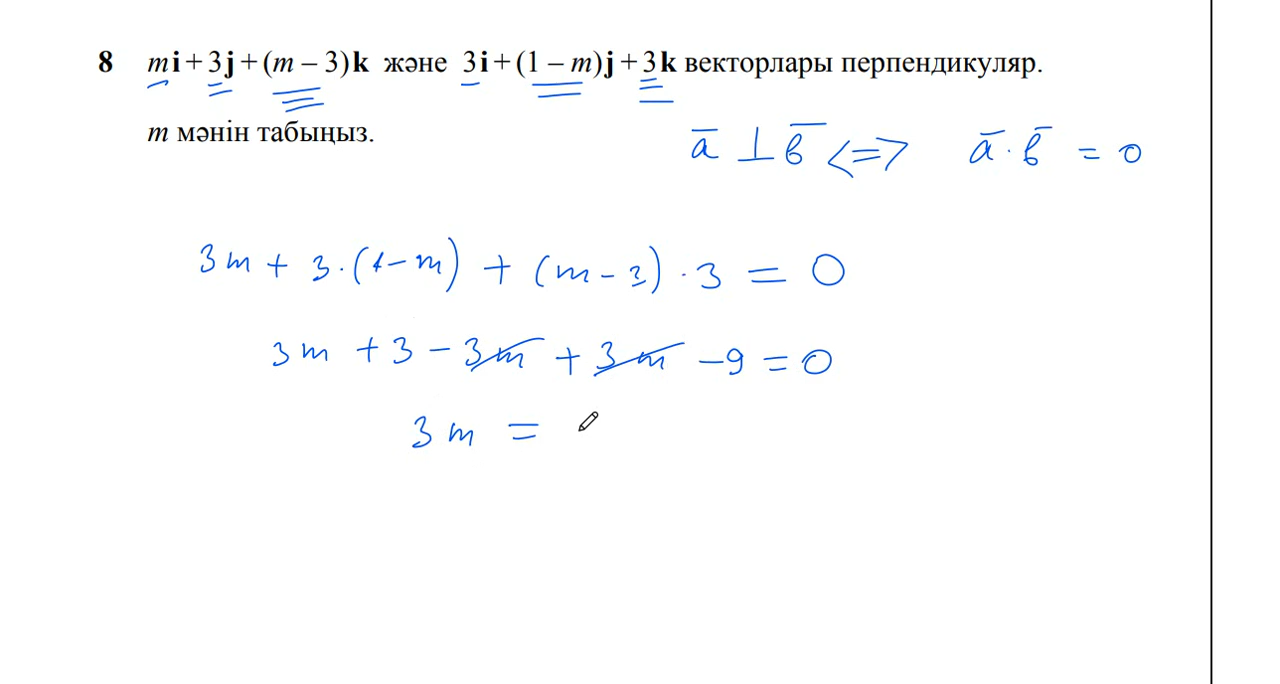 8 mi + 3j + (m – 3)k және 3i + (1 – m)j + 3k векторлары перпендикуляр.
m мәнін табыңыз.
a̅ ⊥ b̅ <=> a̅ · b̅ = 0
3m + 3·(1 – m) + (m – 3) · 3 = 0
3m + 3 – 3m + 3m – 9 = 0
3m =